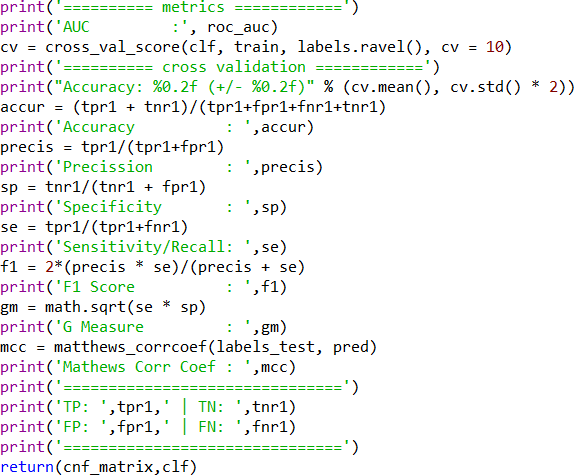 print('========== metrics ============')
print('AUC         :', roc_auc)
cv = cross_val_score(clf, train, labels.ravel(), cv = 10)
print('========== cross validation ============')
print("Accuracy: %0.2f (+/- %0.2f)" % (cv.mean(), cv.std() * 2))
accur = (tpr1 + tnr1)/(tpr1+fpr1+fnr1+tnr1)
print('Accuracy          : ',accur)
precis = tpr1/(tpr1+fpr1)
print('Precission        : ',precis)
sp = tnr1/(tnr1 + fpr1)
print('Specificity       : ',sp)
se = tpr1/(tpr1+fnr1)
print('Sensitivity/Recall: ',se)
f1 = 2*(precis * se)/(precis + se)
print('F1 Score          : ',f1)
gm = math.sqrt(se * sp)
print('G Measure         : ',gm)
mcc = matthews_corrcoef(labels_test, pred)
print('Mathews Corr Coef : ',mcc)
print('===============================')
print('TP: ',tpr1,' | TN: ',tnr1)
print('FP: ',fpr1,' | FN: ',fnr1)
print('===============================')
return(cnf_matrix,clf)